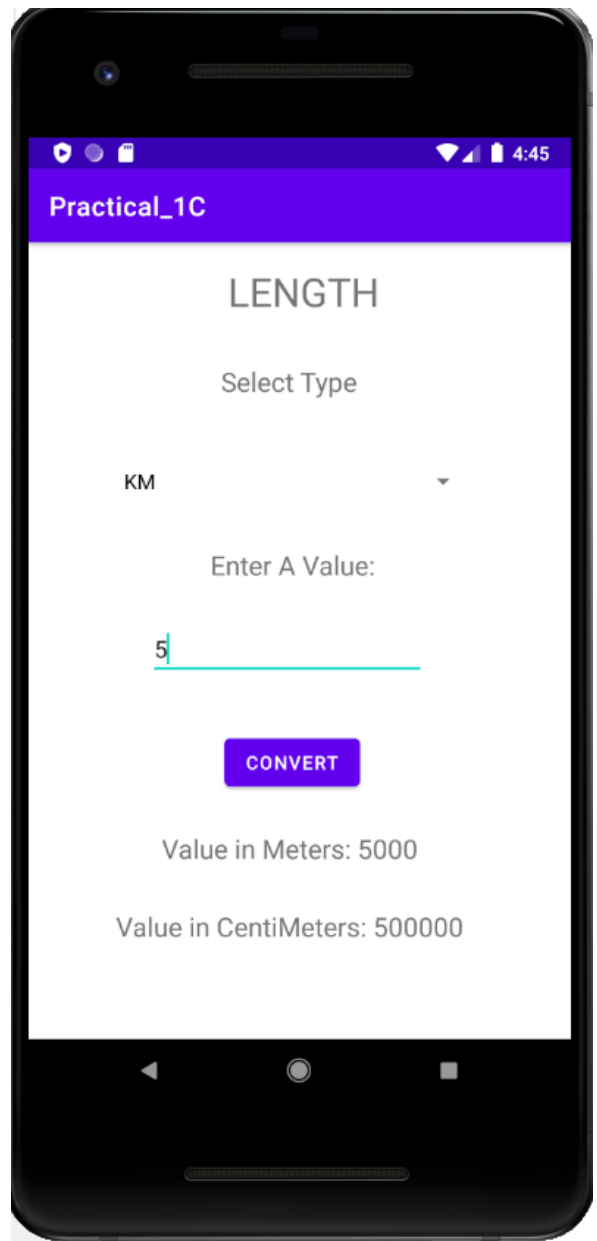 4:45
Practical_1C
LENGTH
Select Type
KM
Enter A Value:
5
CONVERT
Value in Meters: 5000
Value in CentiMeters: 500000